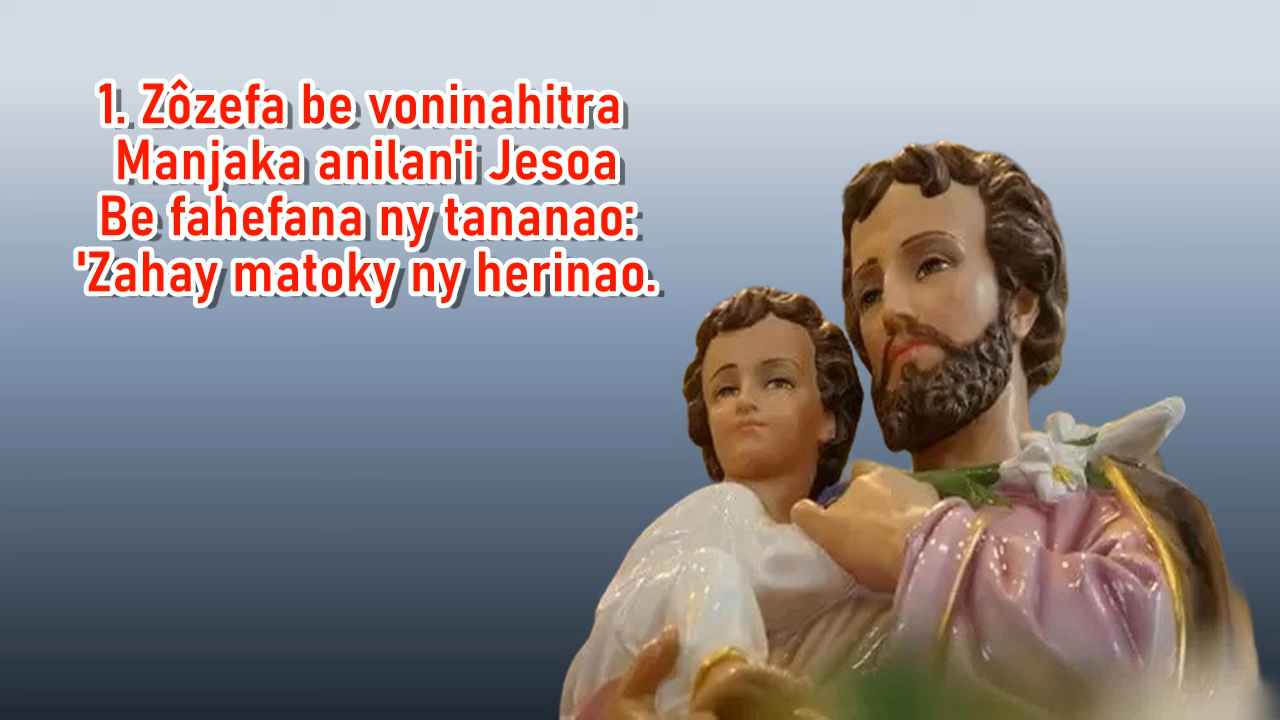 1. Zôzefa be voninahitra
Manjaka anilan'i Jesoa
Be fahefana ny tananao:
'Zahay matoky ny herinao.